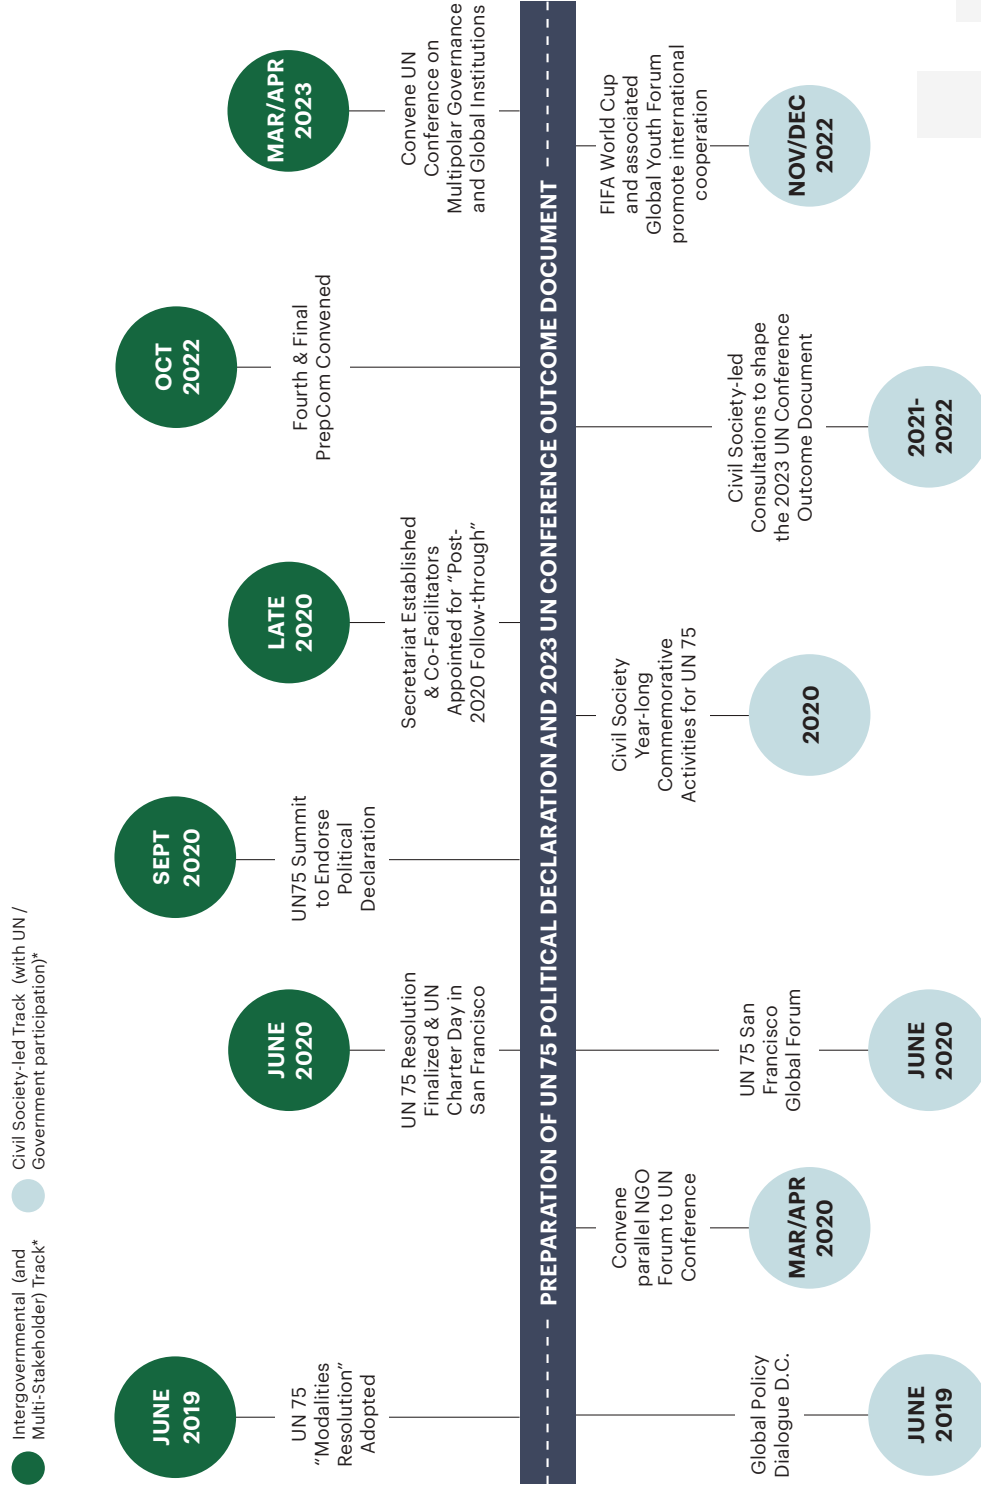 Intergovernmental (and
Multi-Stakeholder) Track*
Civil Society-led Track (with UN /
Government participation)*
JUNE
2019
UN 75
“Modalities
Resolution”
Adopted
JUNE
2020
UN 75 Resolution
Finalized & UN
Charter Day in
San Francisco
SEPT
2020
UN75 Summit
to Endorse
Political
Declaration
LATE
2020
Secretariat Established
& Co-Facilitators
Appointed for “Post-
2020 Follow-through”
OCT
2022
Fourth & Final
PrepCom Convened
MAR/APR
2023
Convene UN
Conference on
Multipolar Governance
and Global Institutions
PREPARATION OF UN 75 POLITICAL DECLARATION AND 2023 UN CONFERENCE OUTCOME DOCUMENT
Global Policy
Dialogue D.C.
JUNE
2019
Convene
parallel NGO
Forum to UN
Conference
MAR/APR
2020
UN 75 San
Francisco
Global Forum
JUNE
2020
Civil Society
Year-long
Commemorative
Activities for UN 75
2020
Civil Society-led
Consultations to shape
the 2023 UN Conference
Outcome Document
2021-
2022
FIFA World Cup
and associated
Global Youth Forum
promote international
cooperation
NOV/DEC
2022